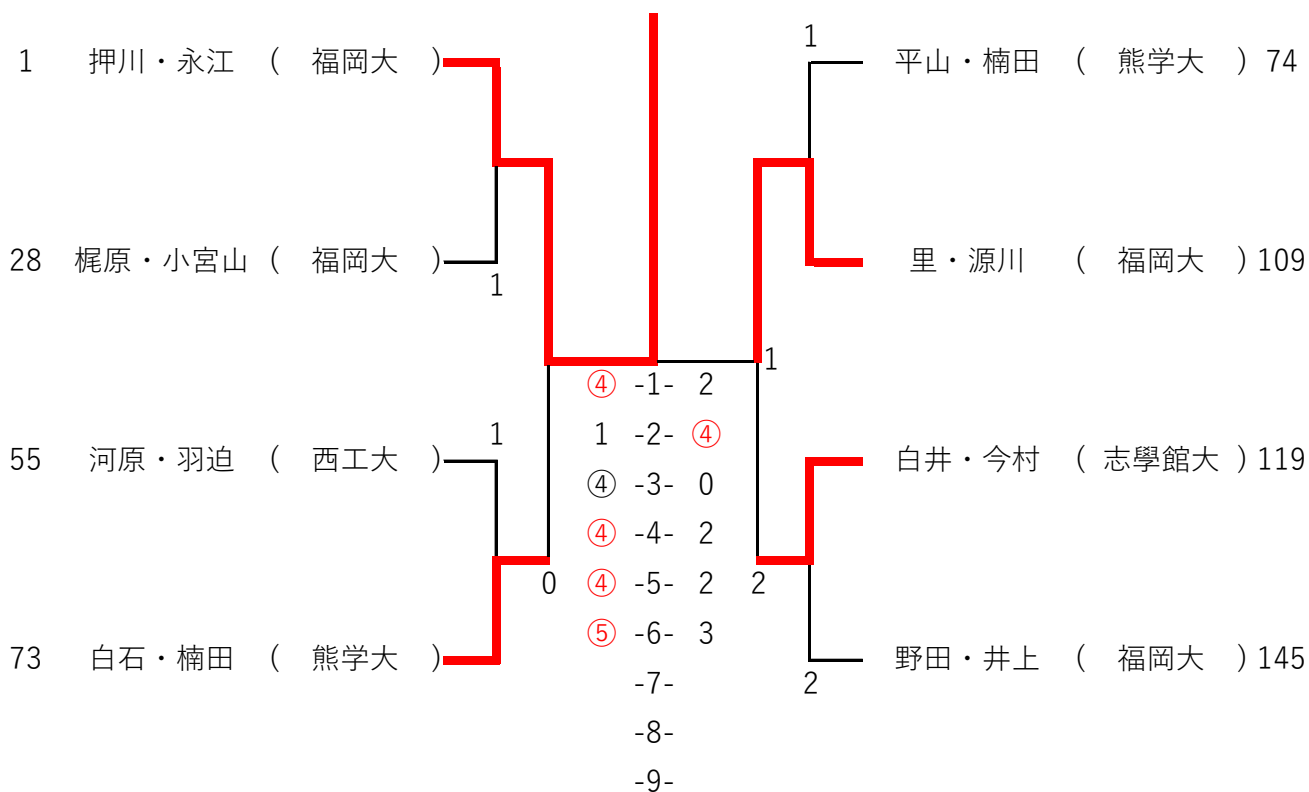 1 押川・永江 ( 福岡大 )
28 梶原・小宮山 ( 福岡大 )
1
1
55 河原・羽迫 ( 西工大 )
0
73 白石・楠田 ( 熊学大 )
④ -1- 2
1 -2- ④
④ -3- 0
④ -4- 2
④ -5- 2
⑤ -6- 3
-7-
-8-
-9-
1
平山・楠田 ( 熊学大 ) 74
里・源川 ( 福岡大 ) 109
1
白井・今村 ( 志學館大 ) 119
2
野田・井上 ( 福岡大 ) 145
2